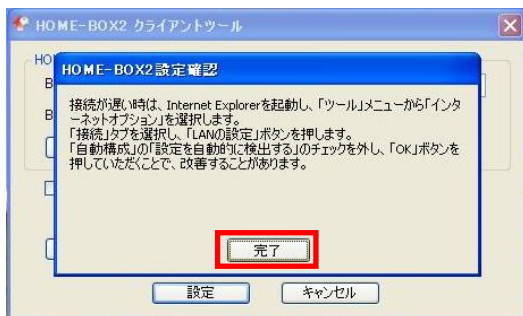 HOME-BOX2 クライアントツール
HO
HOME-BOX2設定確認
B
接続が遅い時は、Internet Explorerを起動し、「ツール」メニューから「インタ
ーネットオプション」を選択します。
B
「接続」タブを選択し、「LANの設定」ボタンを押します。
「自動構成」の「設定を自動的に検出する」のチェックを外し、「OK」ボタンを
押していただくことで、改善することがあります。
完了
設定
キャンセル